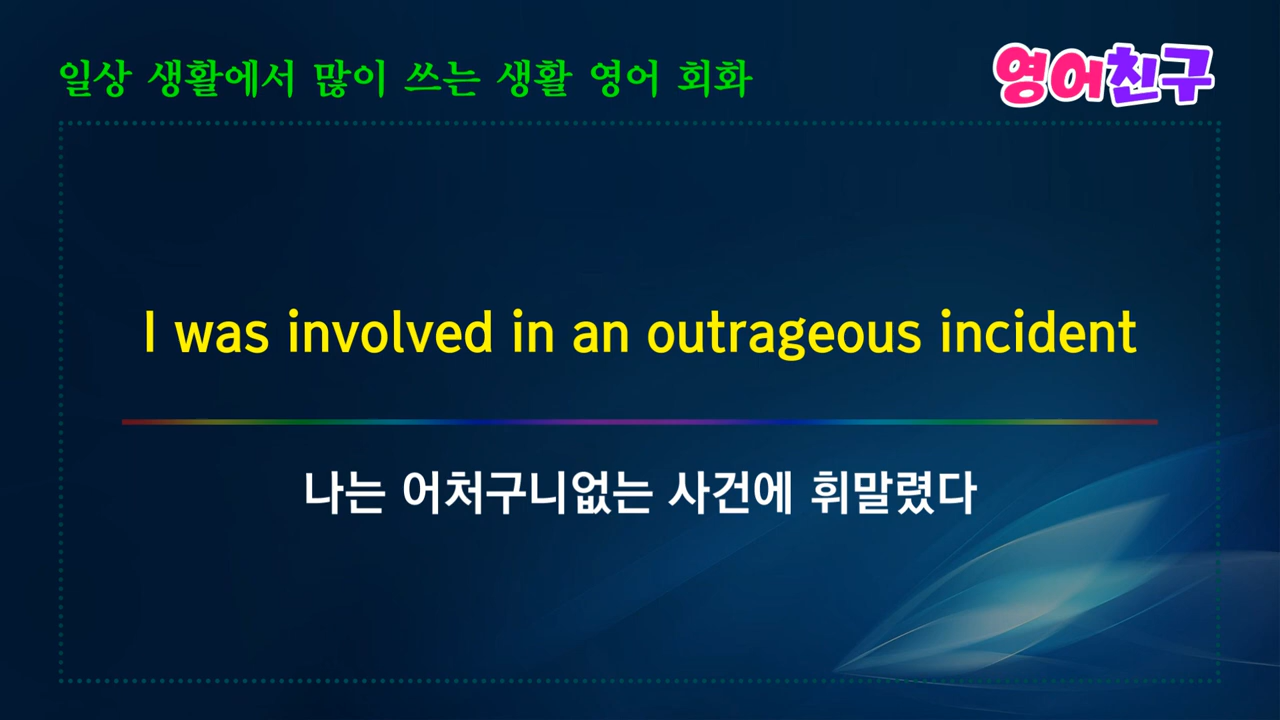 일상 생활에서 많이 쓰는 생활 영어 회화
영어친구
I was involved in an outrageous incident
나는 어처구니없는 사건에 휘말렸다